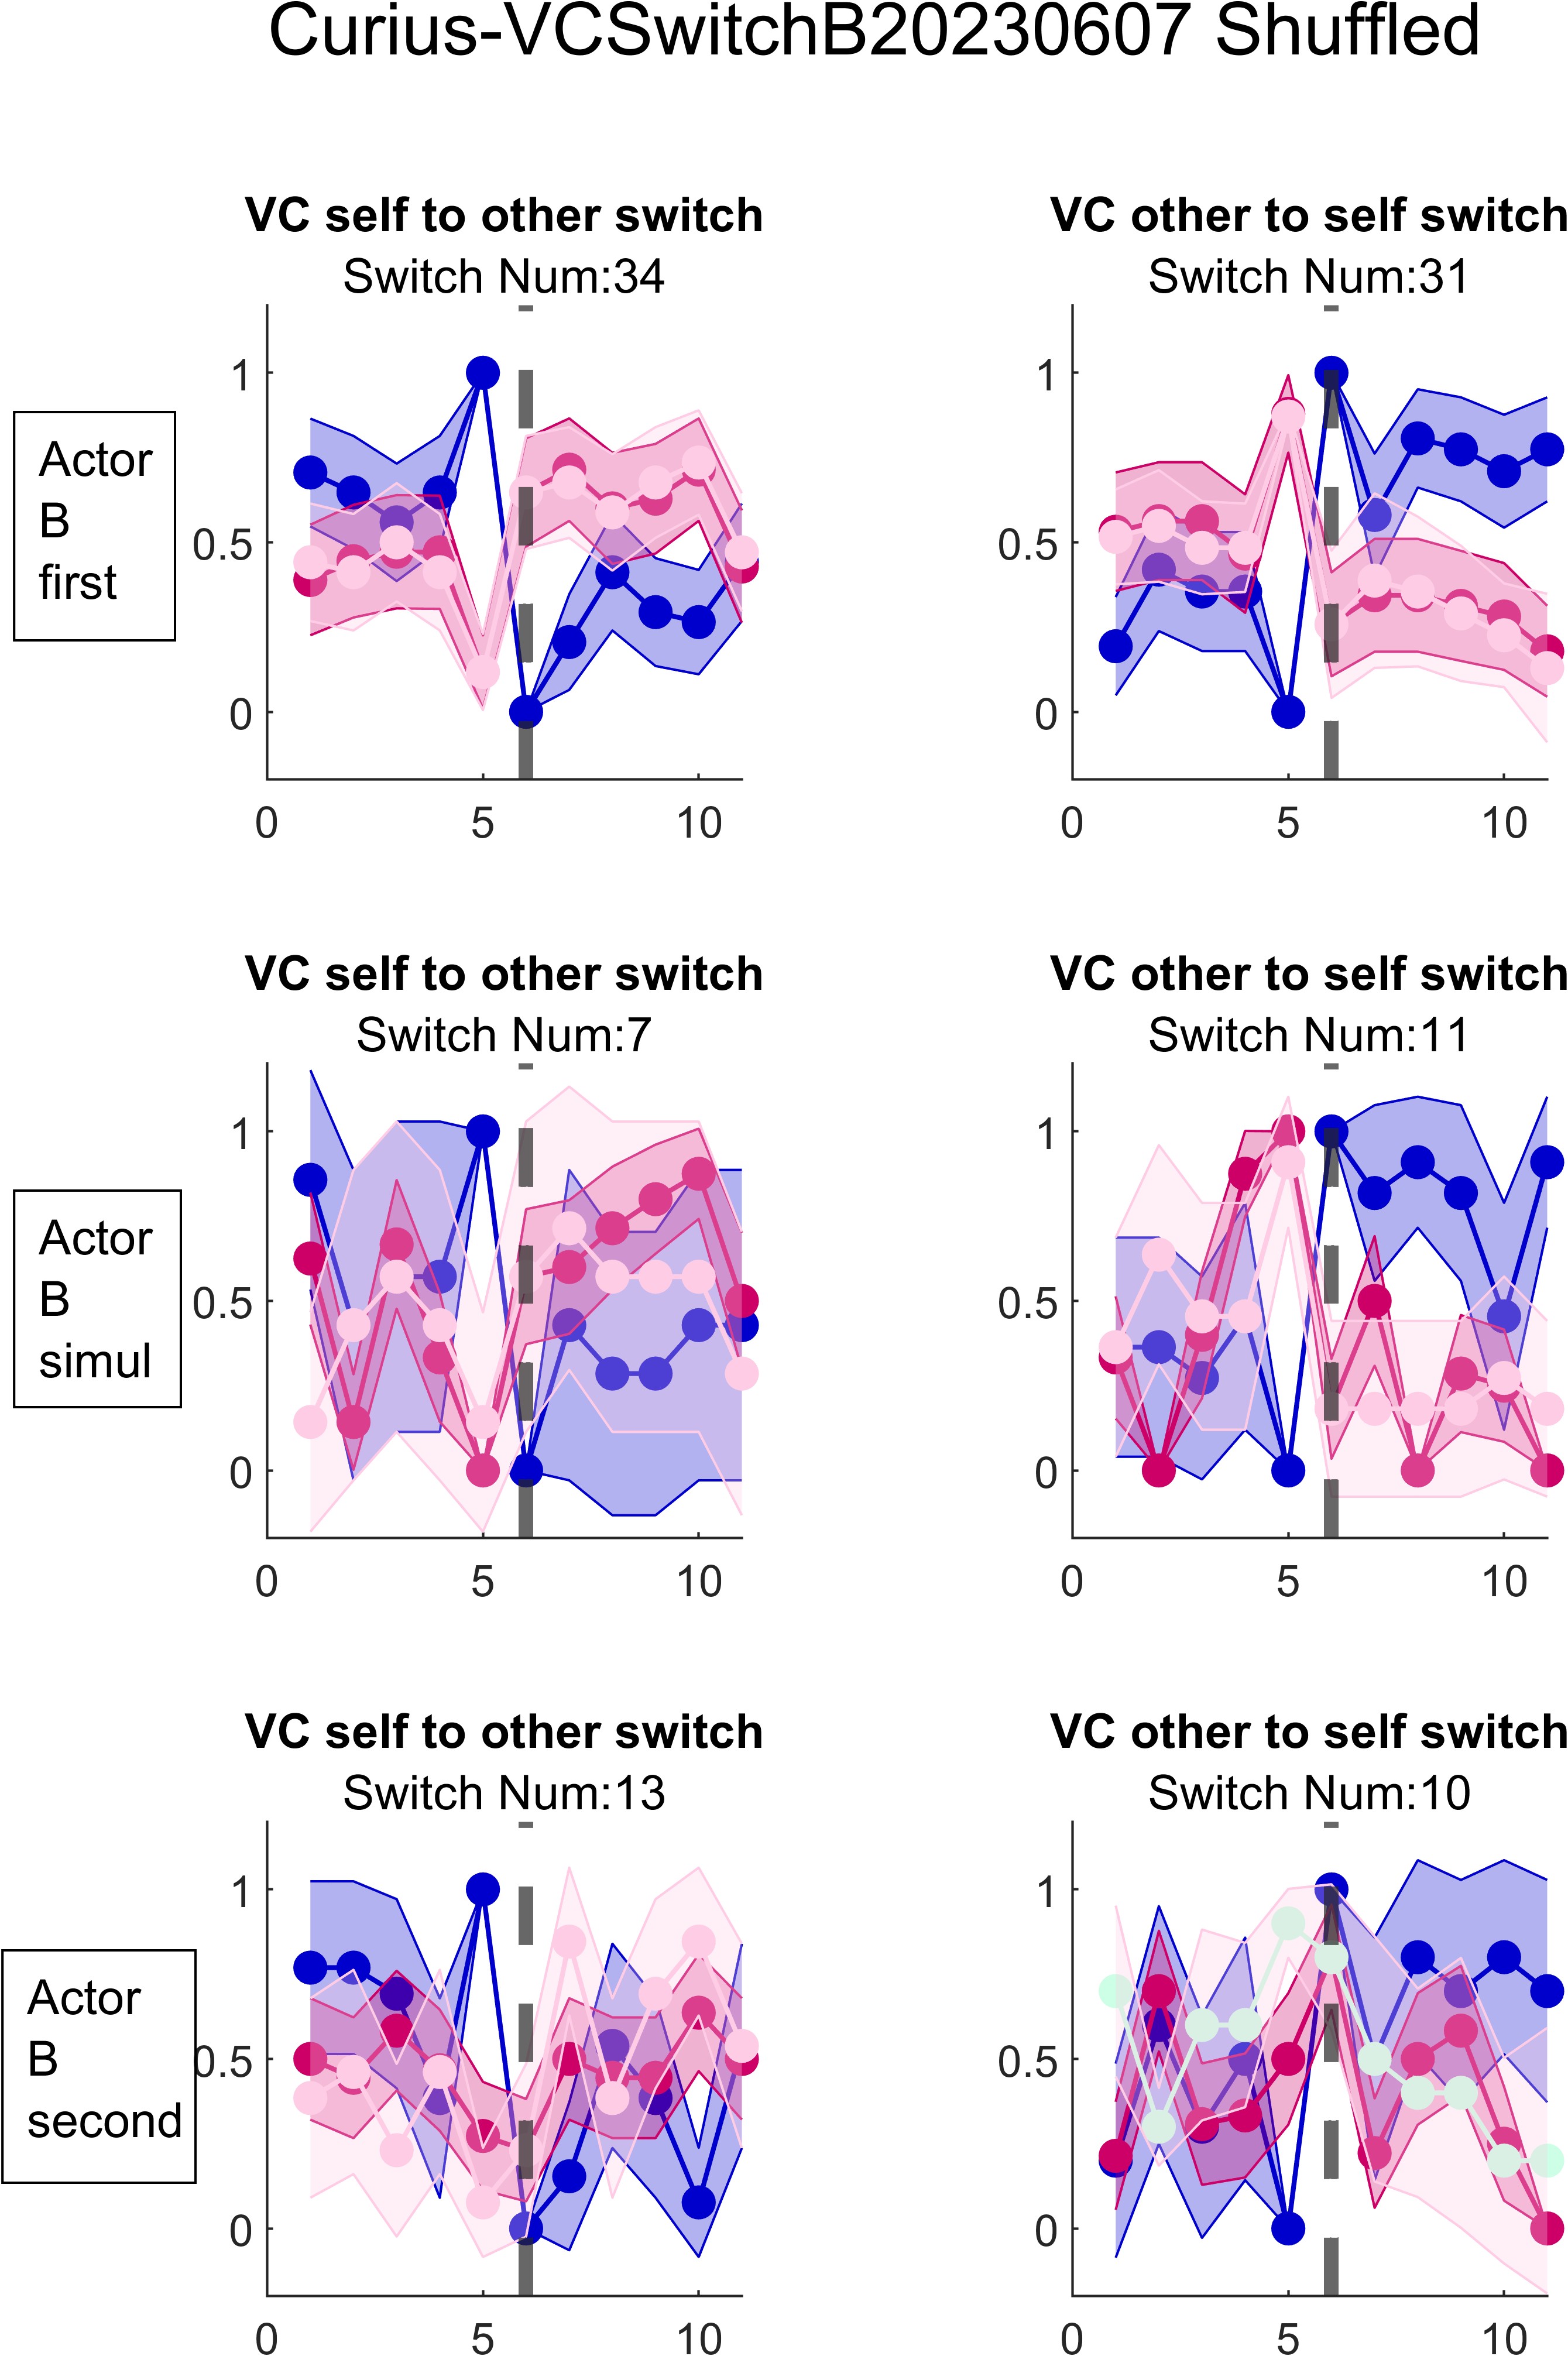 Curius-VCSwitchB20230607 Shuffled
VC self to other switch
Switch Num:34
VC other to self switch
Switch Num:31
Actor
B
first
1
0.5
0
0
5
10
1
0.5
0
0
5
10
VC self to other switch
Switch Num:7
VC other to self switch
Switch Num:11
Actor
B
simul
1
0.5
0
0
5
10
1
0.5
0
0
5
10
VC self to other switch
Switch Num:13
VC other to self switch
Switch Num:10
Actor
B
second
1
0.5
0
0
5
10
1
0.5
0
0
5
10